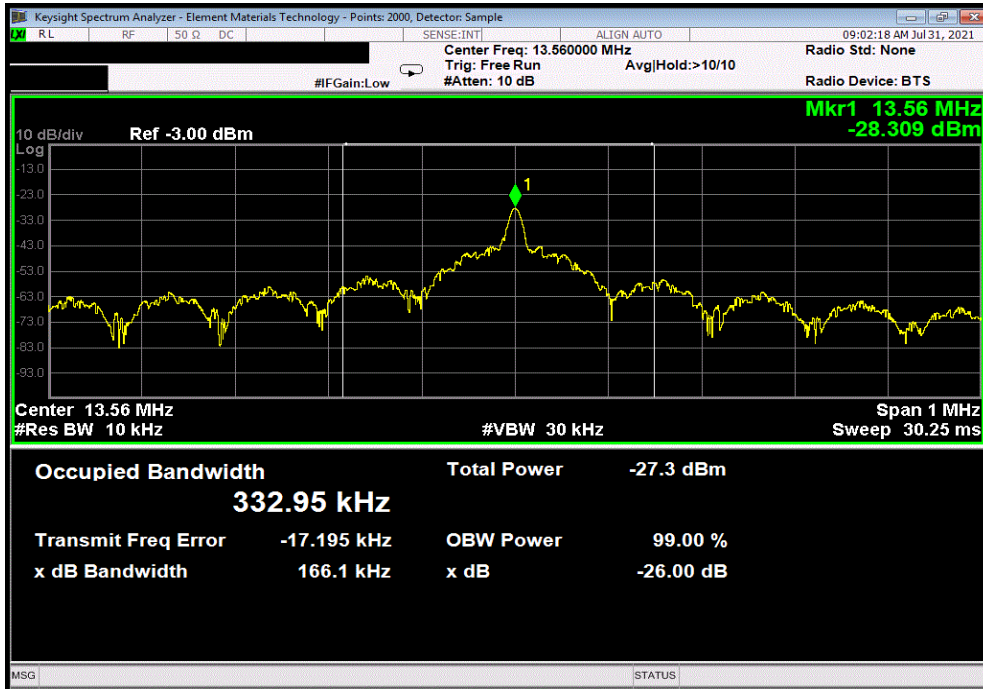 Keysight Spectrum Analyzer - Element Materials Technology - Points: 2000, Detector: Sample
LXI RL RF 50 Ω DC SENSE:INT ALIGN AUTO 09:02:18 AM Jul 31, 2021
Center Freq: 13.560000 MHz Radio Std: None
Trig: Free Run Avg|Hold:>10/10
#IFGain:Low #Atten: 10 dB Radio Device: BTS
Mkr1 13.56 MHz
10 dB/div Ref -3.00 dBm -28.309 dBm
Log
-13.0
1
-23.0
-33.0
-43.0
-53.0
-63.0
-73.0
-83.0
-93.0
Center 13.56 MHz Span 1 MHz
#Res BW 10 kHz #VBW 30 kHz Sweep 30.25 ms
Occupied Bandwidth Total Power -27.3 dBm
332.95 kHz
Transmit Freq Error -17.195 kHz OBW Power 99.00 %
x dB Bandwidth 166.1 kHz x dB -26.00 dB
MSG STATUS